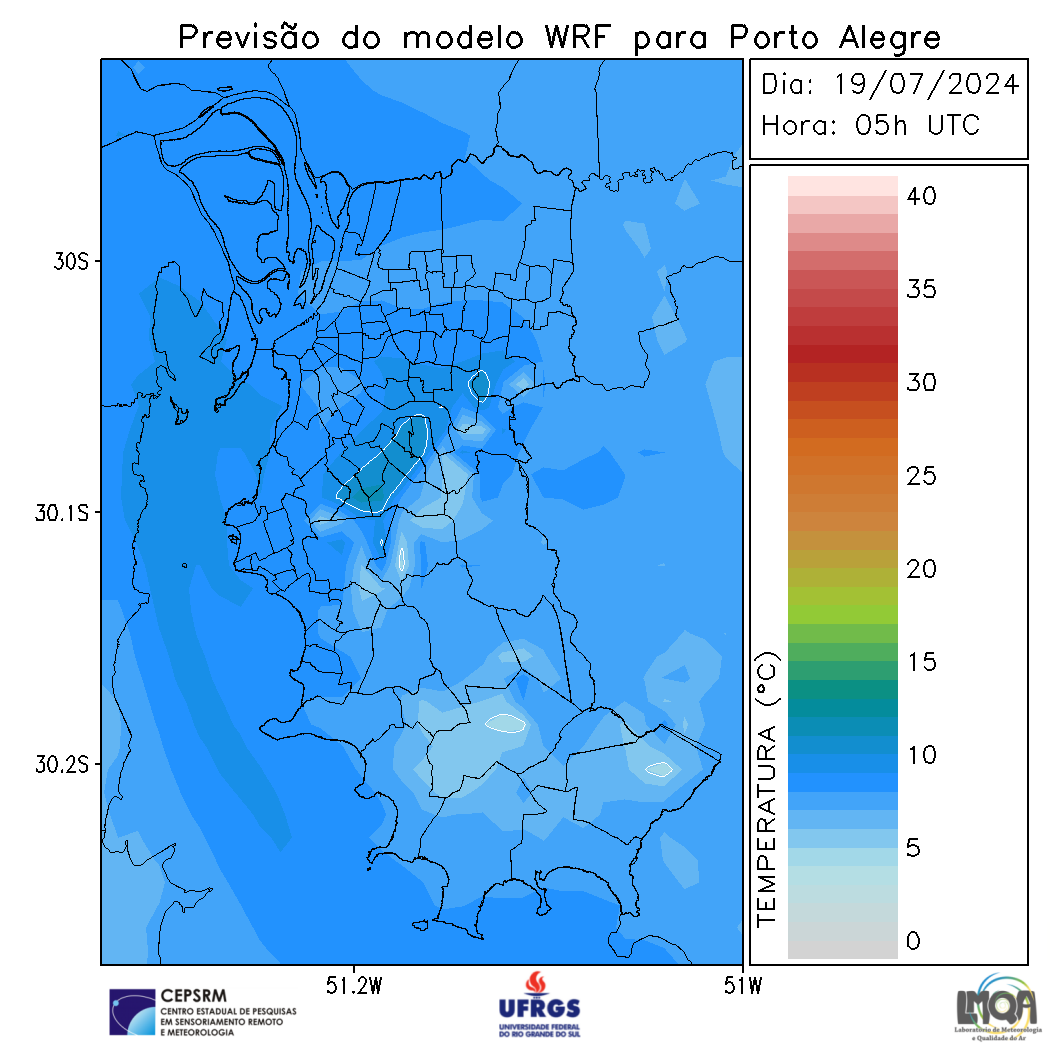 Previsão do modelo WRF para Porto Alegre
Dia: 19/07/2024
Hora: 05h UTC
40
35
30
25
20
15
10
5
0
TEMPERATURA (°C)
30S
30.1S
30.2S
51.2W
51W
CEPSRM
CENTRO ESTADUAL DE PESQUISAS
EM SENSORIAMENTO REMOTO
E METEOROLOGIA
UFRGS
UNIVERSIDADE FEDERAL
DO RIO GRANDE DO SUL
LMQA
Laboratório de Meteorologia
e Qualidade do Ar